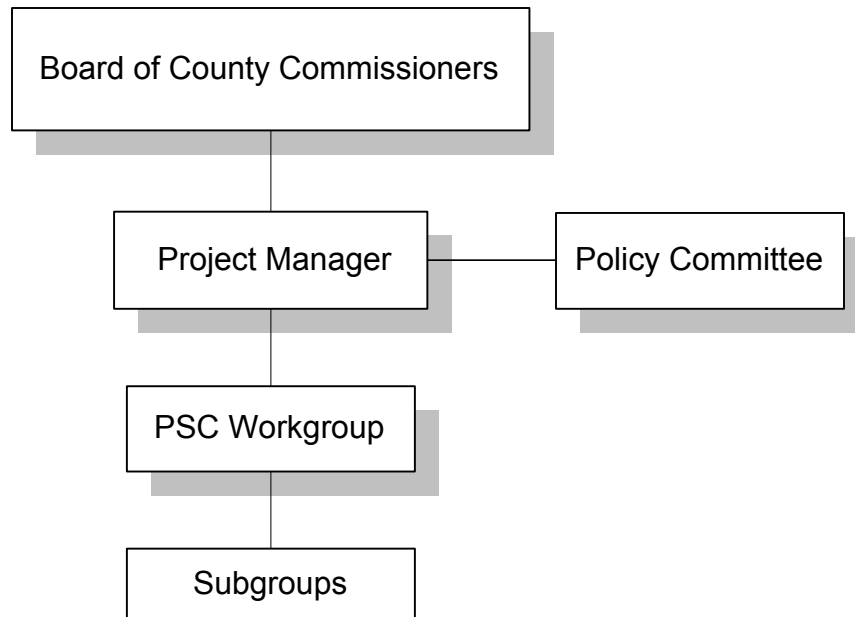 Board of County Commissioners
Project Manager
Policy Committee
PSC Workgroup
Subgroups